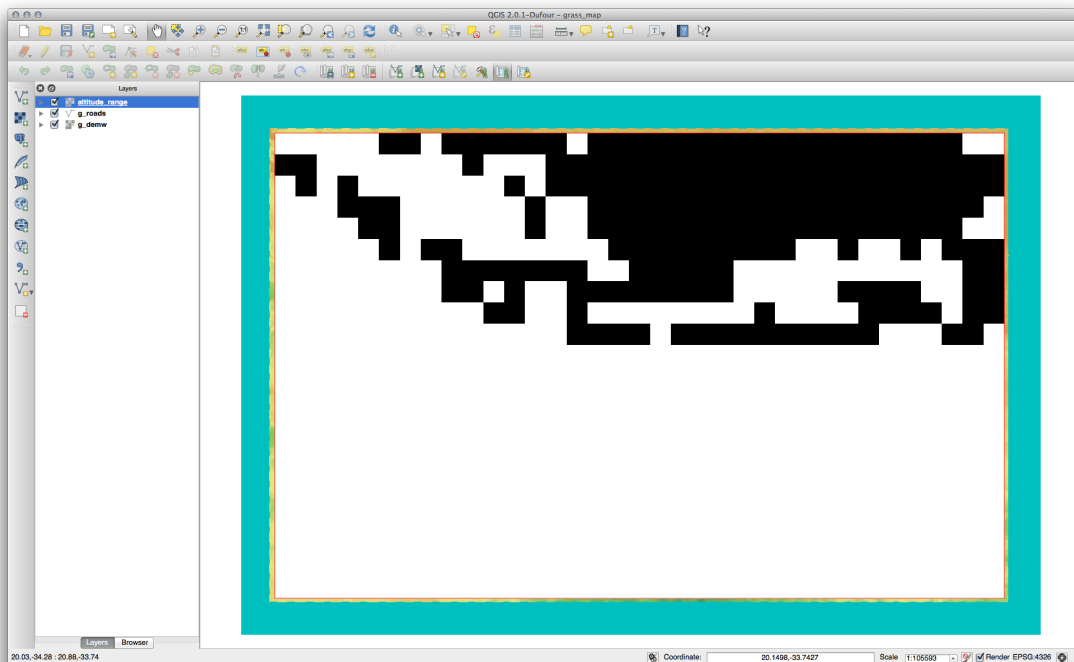 QGIS 2.0.1-Dufour - grass_map
Layers
altitude_range
g_roads
g_demw
Layers Browser
20.03,-34.28 : 20.88,-33.74
Coordinate: 20.1498,-33.7427 Scale 1:105593 Render EPSG:4326